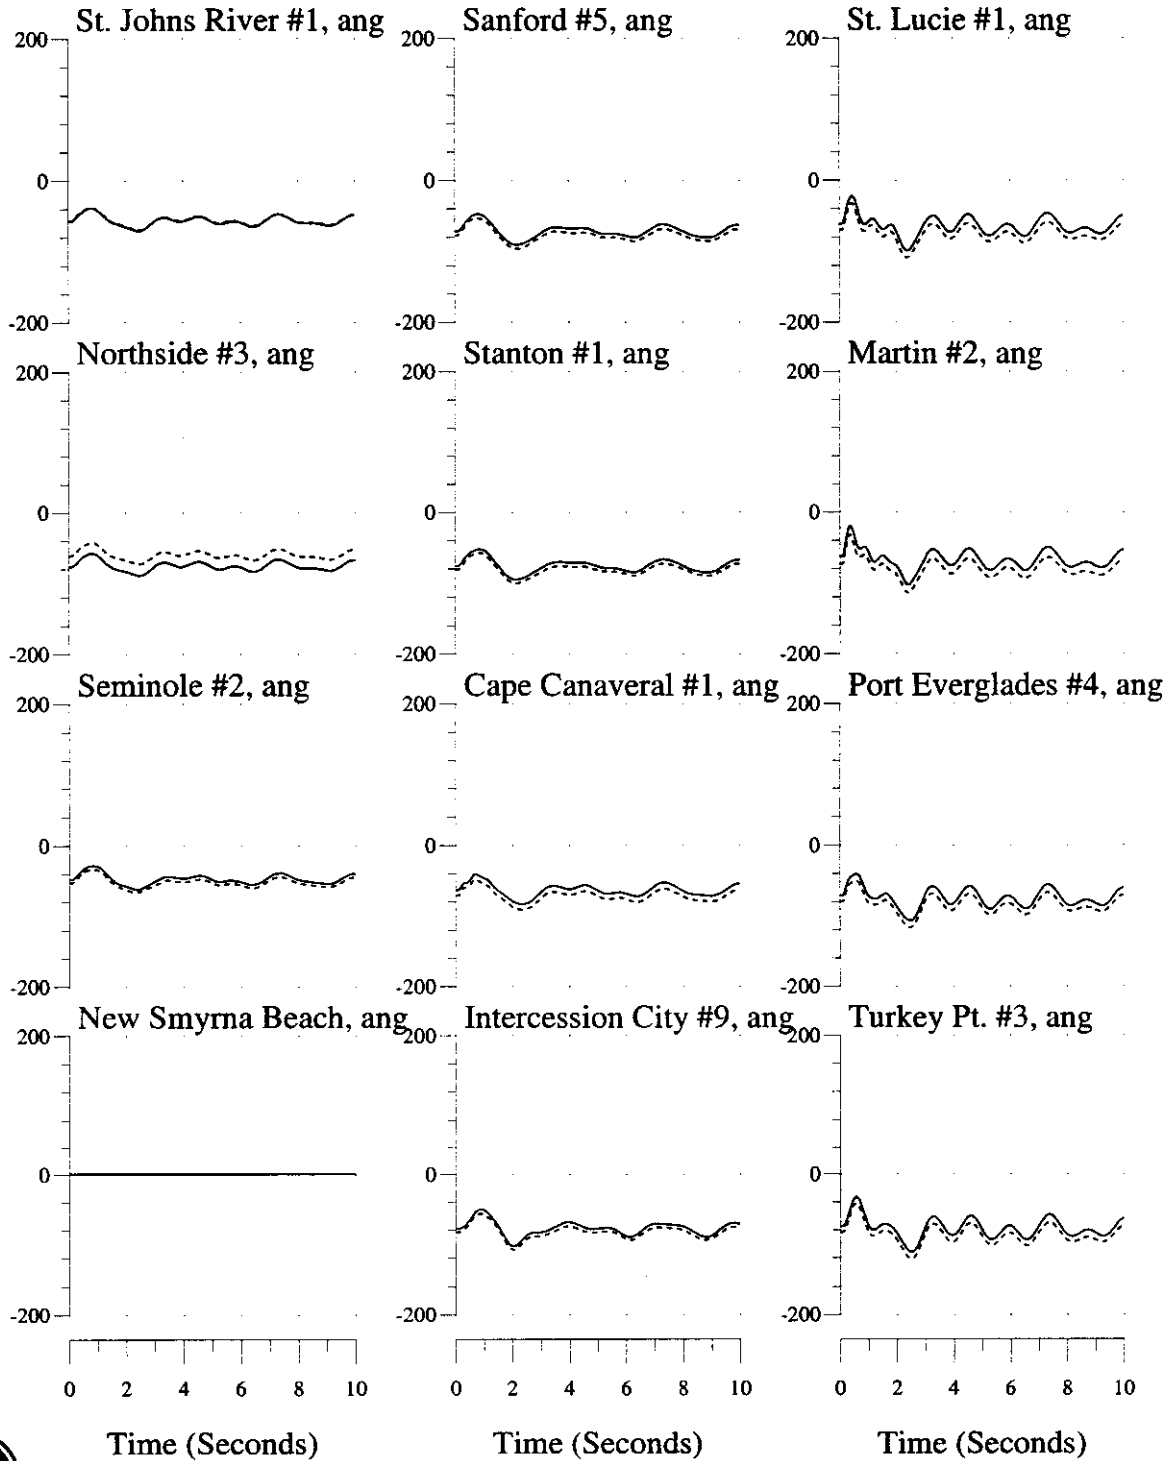 St. Johns River #1, ang
Sanford #5, ang
St. Lucie #1, ang
200
0
-200
200
0
-200
200
0
-200
Northside #3, ang
Stanton #1, ang
Martin #2, ang
200
0
-200
200
0
-200
200
0
-200
Seminole #2, ang
Cape Canaveral #1, ang
Port Everglades #4, ang
200
0
-200
200
0
-200
200
0
-200
New Smyrna Beach, ang
Intercession City #9, ang
Turkey Pt. #3, ang
200
0
-200
200
0
-200
200
0
-200
0 2 4 6 8 10
0 2 4 6 8 10
0 2 4 6 8 10
Time (Seconds)
Time (Seconds)
Time (Seconds)